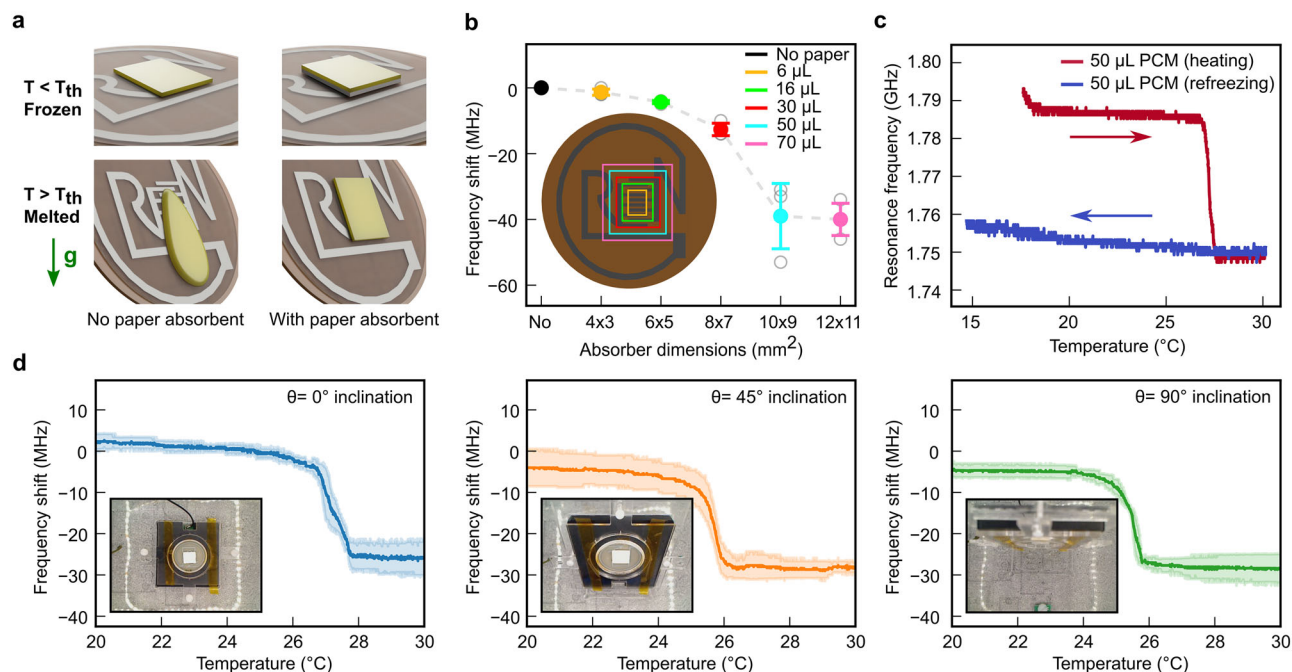 a
T < Tth
Frozen
T > Tth
Melted
g
No paper absorbent
With paper absorbent
b
Frequency shift (MHz)
0
−20
−40
−60
No paper
6 µL
16 µL
30 µL
50 µL
70 µL
No 4x3 6x5 8x7 10x9 12x11
Absorber dimensions (mm2)
c
Resonance frequency (GHz)
1.80
1.79
1.78
1.76
1.75
1.74
50 µL PCM (heating)
50 µL PCM (refreezing)
15 20 25 30
Temperature (°C)
d
Frequency shift (MHz)
10
0
−10
−20
−30
−40
θ= 0° inclination
20 22 24 26 28 30
Temperature (°C)
Frequency shift (MHz)
10
0
−10
−20
−30
−40
θ= 45° inclination
20 22 24 26 28 30
Temperature (°C)
Frequency shift (MHz)
10
0
−10
−20
−30
−40
θ= 90° inclination
20 22 24 26 28 30
Temperature (°C)